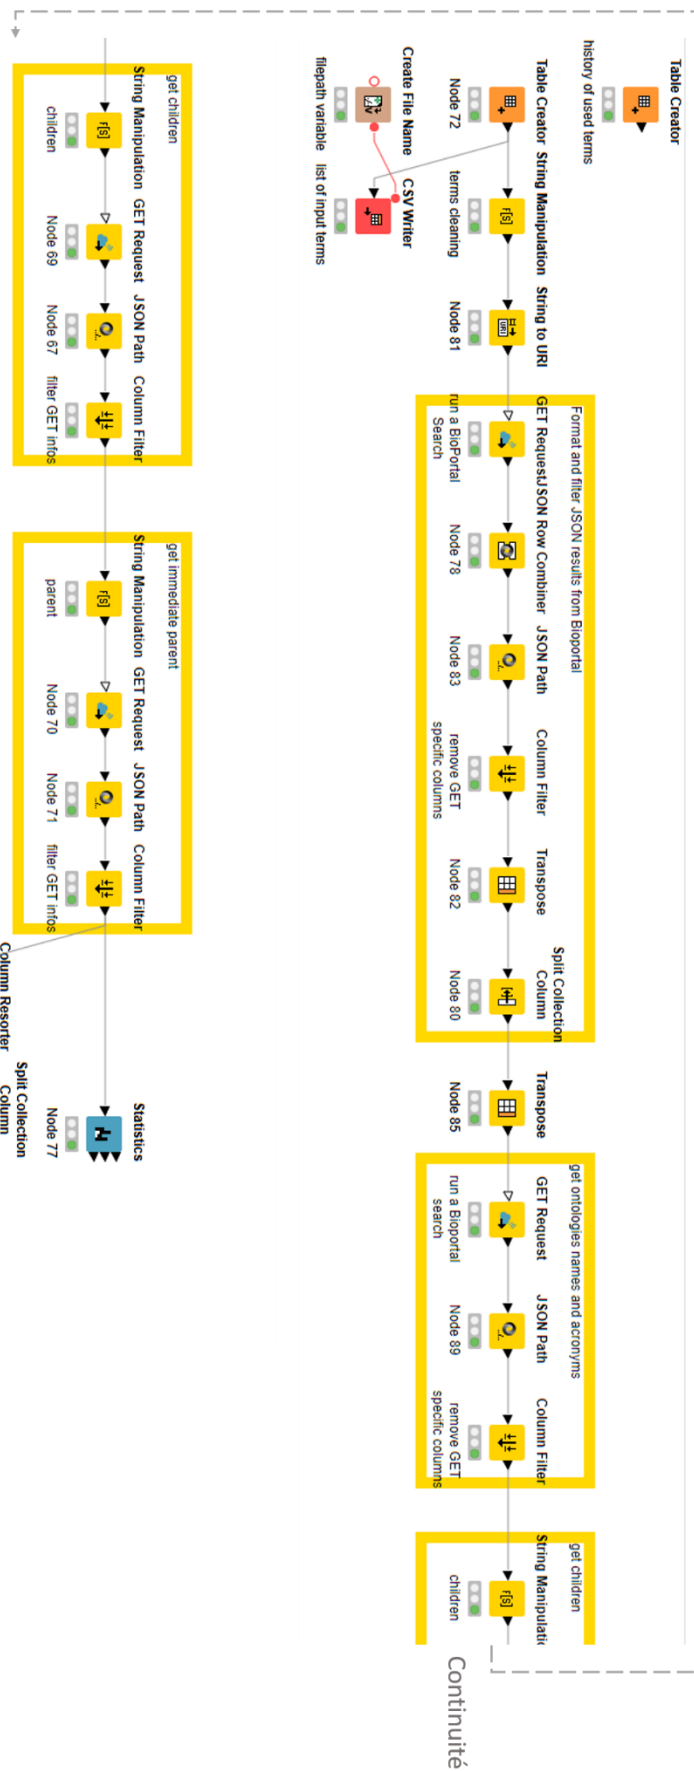 Table Creator
history of used terms
Table Creator
Node 72
String Manipulation
terms cleaning
String to URI
Node 81
Create File Name
filepath variable
CSV Writer
list of input terms
Format and filter JSON results from Bioportal
GET Request
run a BioPortal
Search
JSON Row Combiner
Node 78
JSON Path
Node 83
Column Filter
remove GET
specific columns
Transpose
Node 82
Split Collection
Column
Node 80
Transpose
Node 85
get ontologies names and acronyms
GET Request
run a Bioportal
search
JSON Path
Node 89
Column Filter
remove GET
specific columns
get children
String Manipulatio
children
Continuité
get children
String Manipulation
children
GET Request
Node 69
JSON Path
Node 67
Column Filter
filter GET infos
get immediate parent
String Manipulation
parent
GET Request
Node 70
JSON Path
Node 71
Column Filter
filter GET infos
Statistics
Node 77
Column Resorter
Split Collection
Column